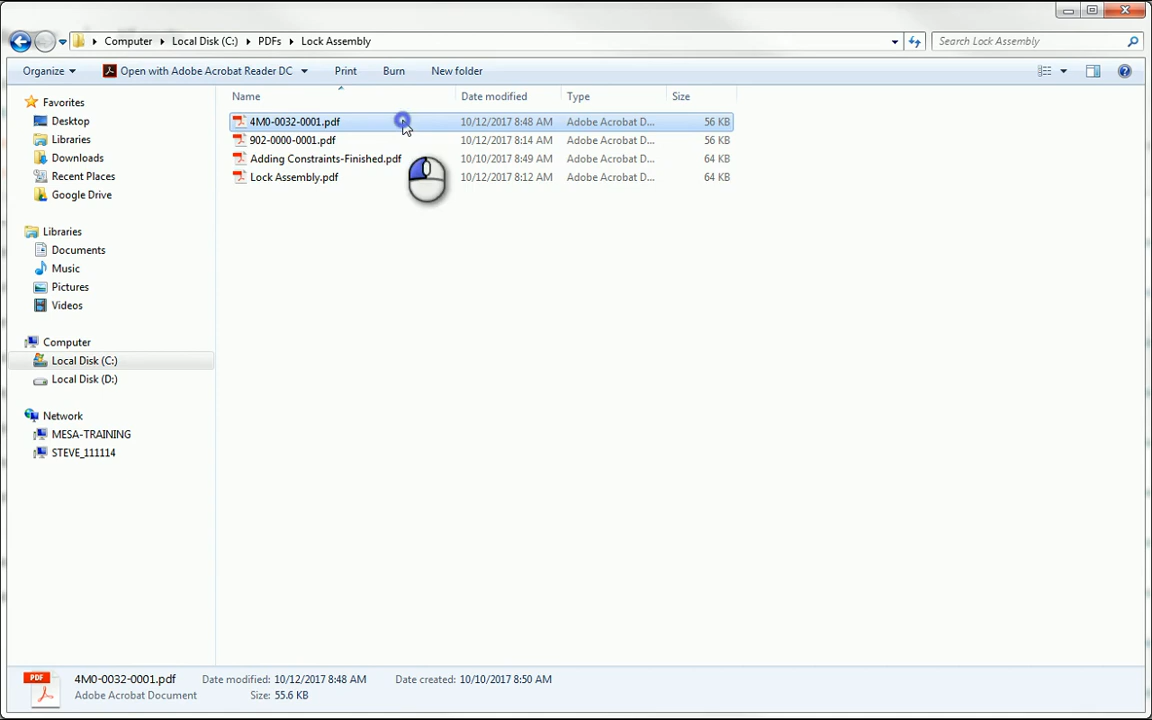 Computer Local Disk (C:) PDFs Lock Assembly Search Lock Assembly
Organize Open with Adobe Acrobat Reader DC Print Burn New folder
Name Date modified Type Size
Favorites
Desktop
Libraries
Downloads
Recent Places
Google Drive
Libraries
Documents
Music
Pictures
Videos
Computer
Local Disk (C:)
Local Disk (D:)
Network
MESA-TRAINING
STEVE_111114
4M0-0032-0001.pdf 10/12/2017 8:48 AM Adobe Acrobat D... 56 KB
902-0000-0001.pdf 10/12/2017 8:14 AM Adobe Acrobat D... 56 KB
Adding Constraints-Finished.pdf 10/10/2017 8:49 AM Adobe Acrobat D... 64 KB
Lock Assembly.pdf 10/12/2017 8:12 AM Adobe Acrobat D... 64 KB
PDF
4M0-0032-0001.pdf Date modified: 10/12/2017 8:48 AM Date created: 10/10/2017 8:50 AM
Adobe Acrobat Document Size: 55.6 KB